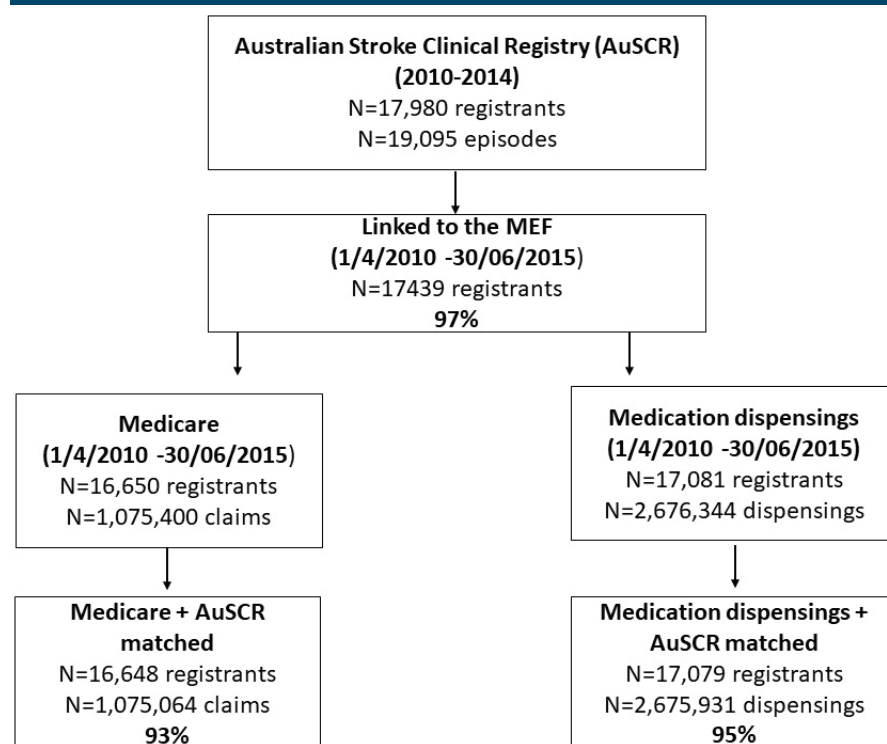 Australian Stroke Clinical Registry (AuSCR)
(2010-2014)
N=17,980 registrants
N=19,095 episodes
Linked to the MEF
(1/4/2010 -30/06/2015)
N=17439 registrants
97%
Medicare
(1/4/2010 -30/06/2015)
N=16,650 registrants
N=1,075,400 claims
Medication dispensings
(1/4/2010 -30/06/2015)
N=17,081 registrants
N=2,676,344 dispensings
Medicare + AuSCR
matched
N=16,648 registrants
N=1,075,064 claims
93%
Medication dispensings +
AuSCR matched
N=17,079 registrants
N=2,675,931 dispensings
95%